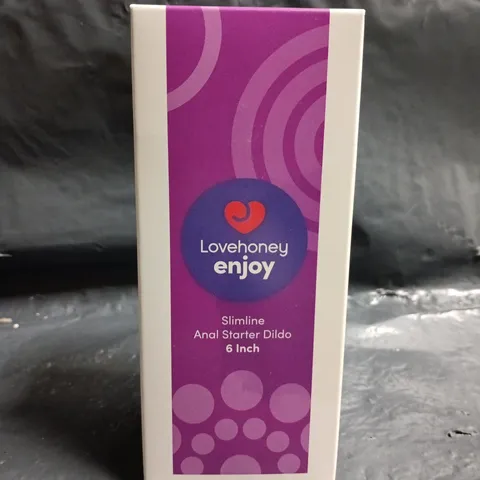 Lovehoney
enjoy
Slimline
Anal Starter Dildo
6 Inch